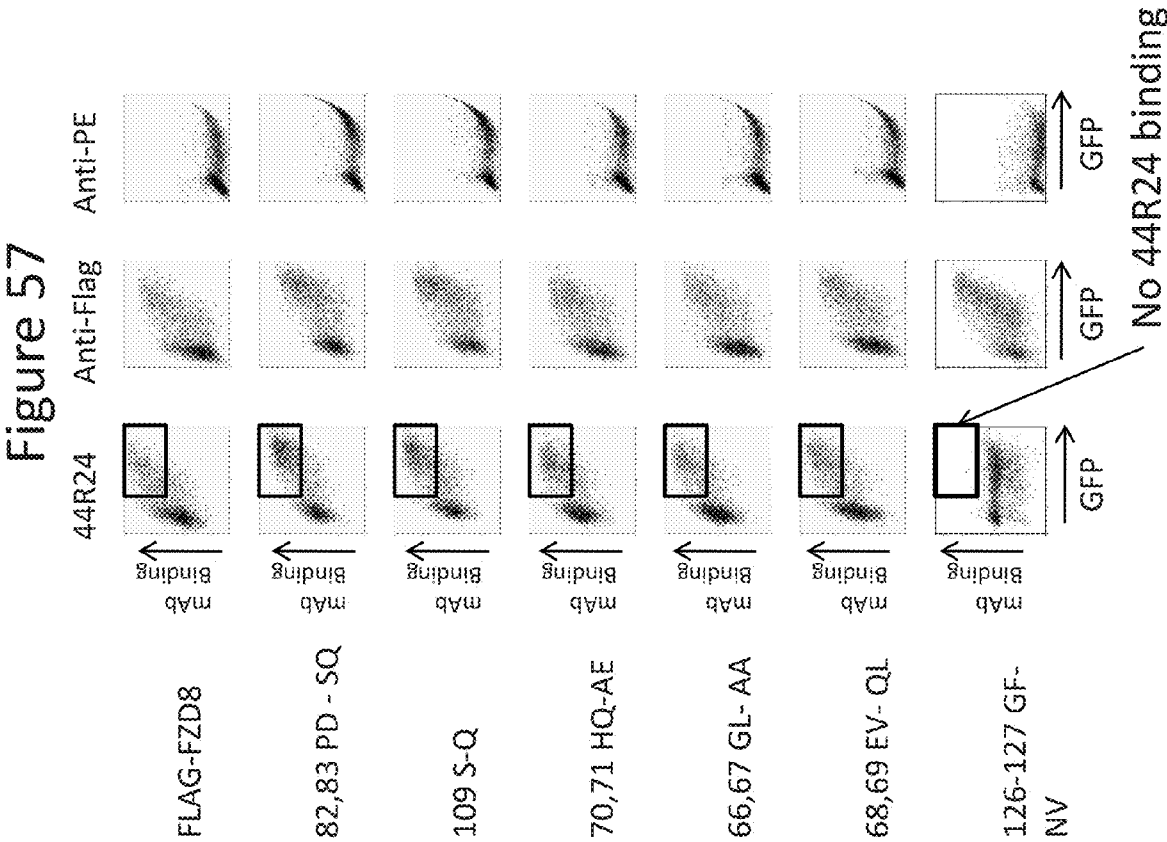 Figure 57
44R24 Anti-Flag Anti-PE
FLAG-FZD8
mAb
Binding
82,83 PD - SQ
mAb
Binding
109 S-Q
mAb
Binding
70,71 HQ-AE
mAb
Binding
66,67 GL- AA
mAb
Binding
68,69 EV- QL
mAb
Binding
126-127 GF-
NV
mAb
Binding
GFP GFP GFP
No 44R24 binding